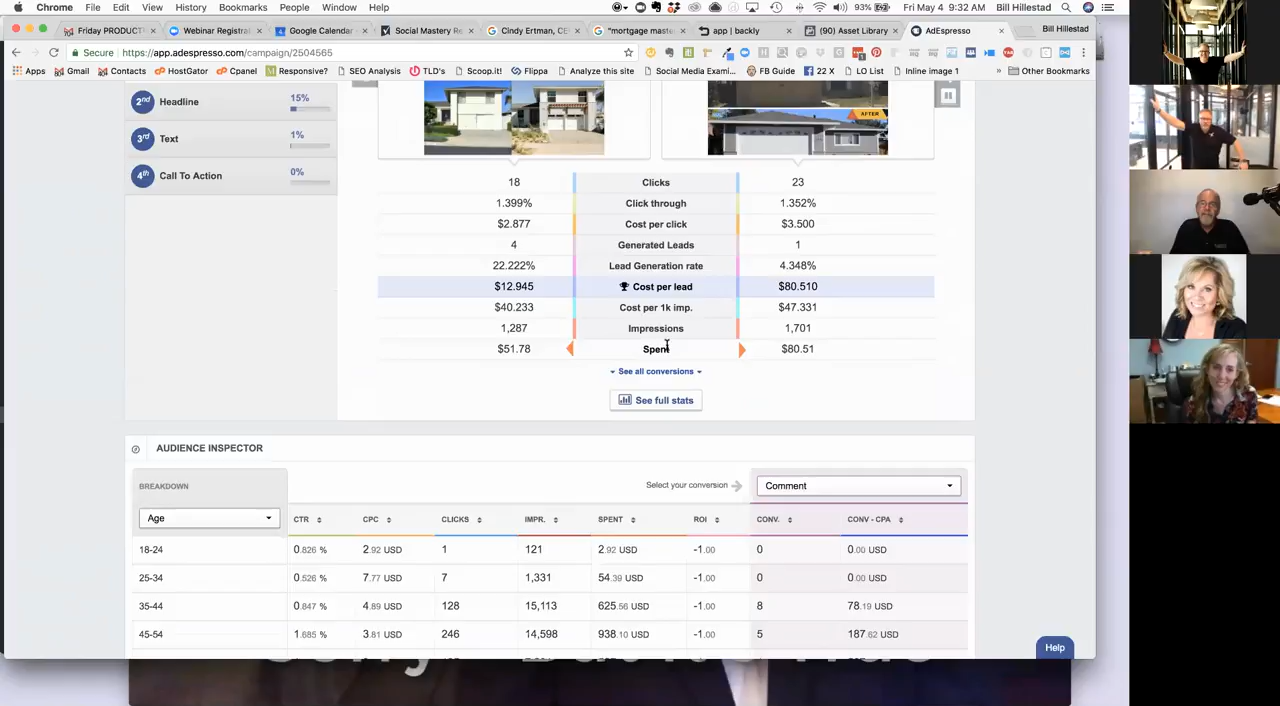 Chrome File Edit View History Bookmarks People Window Help 93% Fri May 4 9:32 AM Bill Hillestad
Friday PRODUCT Webinar Registrat Google Calendar Social Mastery Re Cindy Ertman, CE "mortgage maste app | backly (90) Asset Library AdEspresso Bill Hillestad
Secure https://app.adespresso.com/campaign/2504565
Apps Gmail Contacts HostGator Cpanel Responsive? SEO Analysis TLD's Scoop.it! Flippa Analyze this site Social Media Exami... FB Guide 22 X LO List Inline image 1 » Other Bookmarks
2nd Headline 15%
AFTER
3rd Text 1%
4th Call To Action 0%
18 Clicks 23
1.399% Click through 1.352%
$2.877 Cost per click $3.500
4 Generated Leads 1
22.222% Lead Generation rate 4.348%
$12.945 Cost per lead $80.510
$40.233 Cost per 1k imp. $47.331
1,287 Impressions 1,701
$51.78 Spent $80.51
See all conversions
See full stats
AUDIENCE INSPECTOR
BREAKDOWN
Select your conversion Comment
Age
CTR CPC CLICKS IMPR. SPENT ROI CONV. CONV - CPA
18-24 0.826 % 2.92 USD 1 121 2.92 USD -1.00 0 0.00 USD
25-34 0.526 % 7.77 USD 7 1,331 54.39 USD -1.00 0 0.00 USD
35-44 0.847 % 4.89 USD 128 15,113 625.56 USD -1.00 8 78.19 USD
45-54 1.685 % 3.81 USD 246 14,598 938.10 USD -1.00 5 187.62 USD
Help